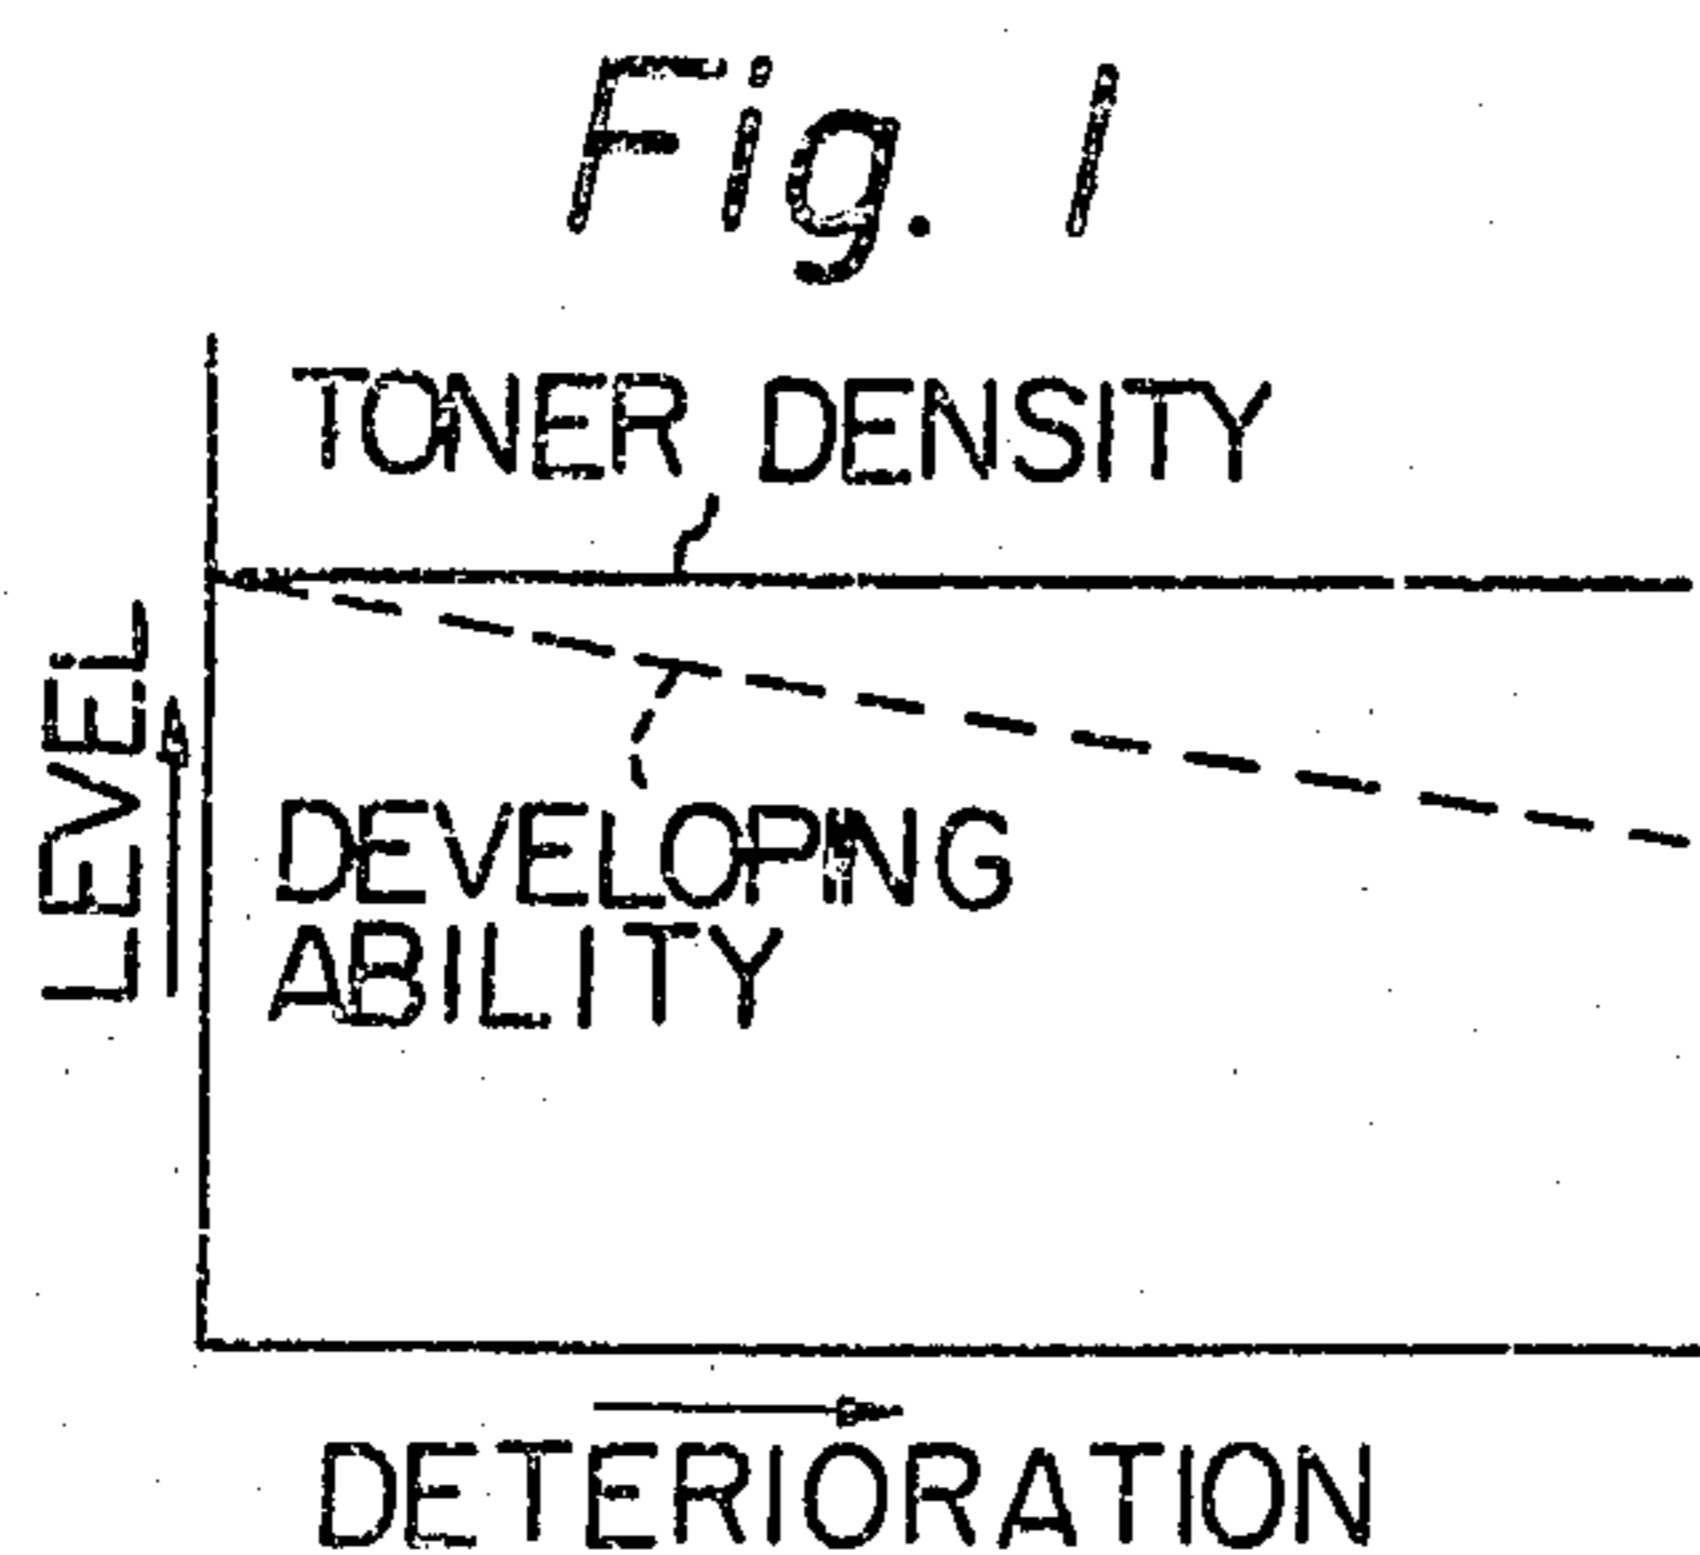 Fig. 1
TONER DENSITY
LEVEL
DEVELOPING
ABILITY
DETERIORATION